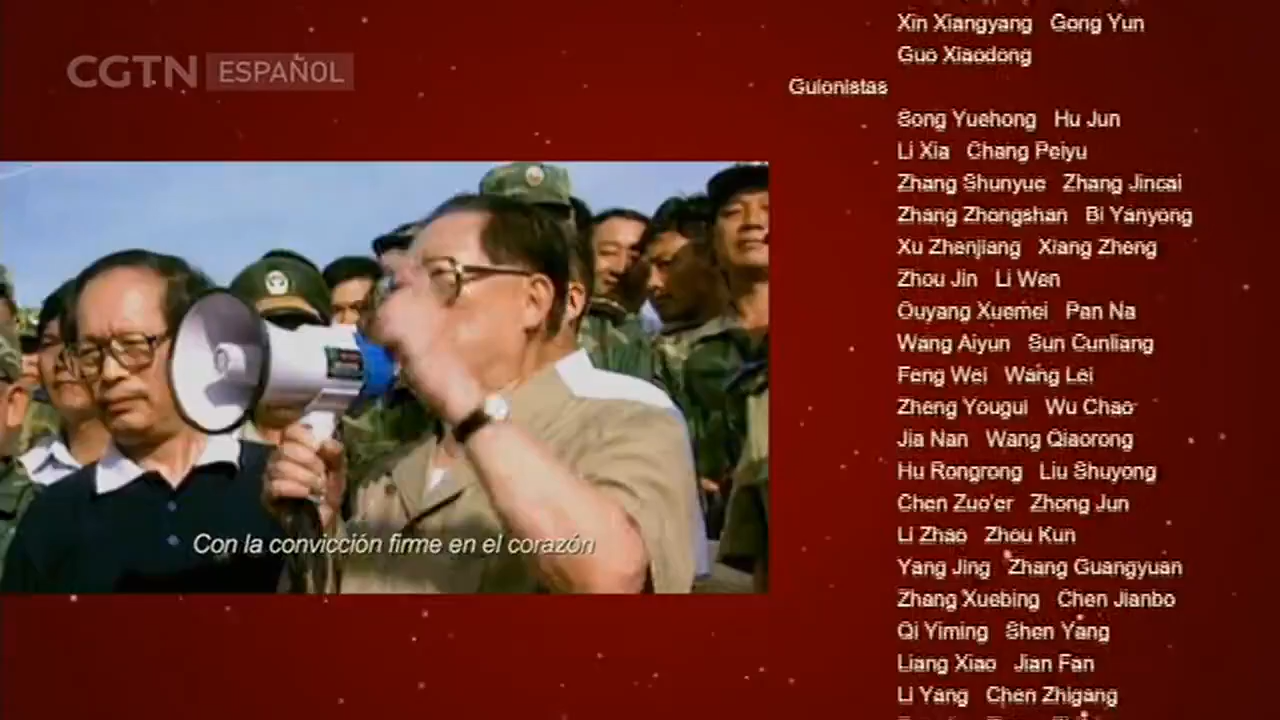 CGTN ESPAÑOL
Con la convicción firme en el corazón
Xin Xiangyang Gong Yun
Guo Xiaodong
Guionistas
Song Yuehong Hu Jun
Li Xia Chang Peiyu
Zhang Shunyue Zhang Jincai
Zhang Zhongshan Bi Yanyong
Xu Zhenjiang Xiang Zheng
Zhou Jin Li Wen
Ouyang Xuemei Pan Na
Wang Aiyun Sun Cunliang
Feng Wei Wang Lei
Zheng Yougui Wu Chao
Jia Nan Wang Qiaorong
Hu Rongrong Liu Shuyong
Chen Zuo'er Zhong Jun
Li Zhao Zhou Kun
Yang Jing Zhang Guangyuan
Zhang Xuebing Chen Jianbo
Qi Yiming Shen Yang
Liang Xiao Jian Fan
Li Yang Chen Zhigang